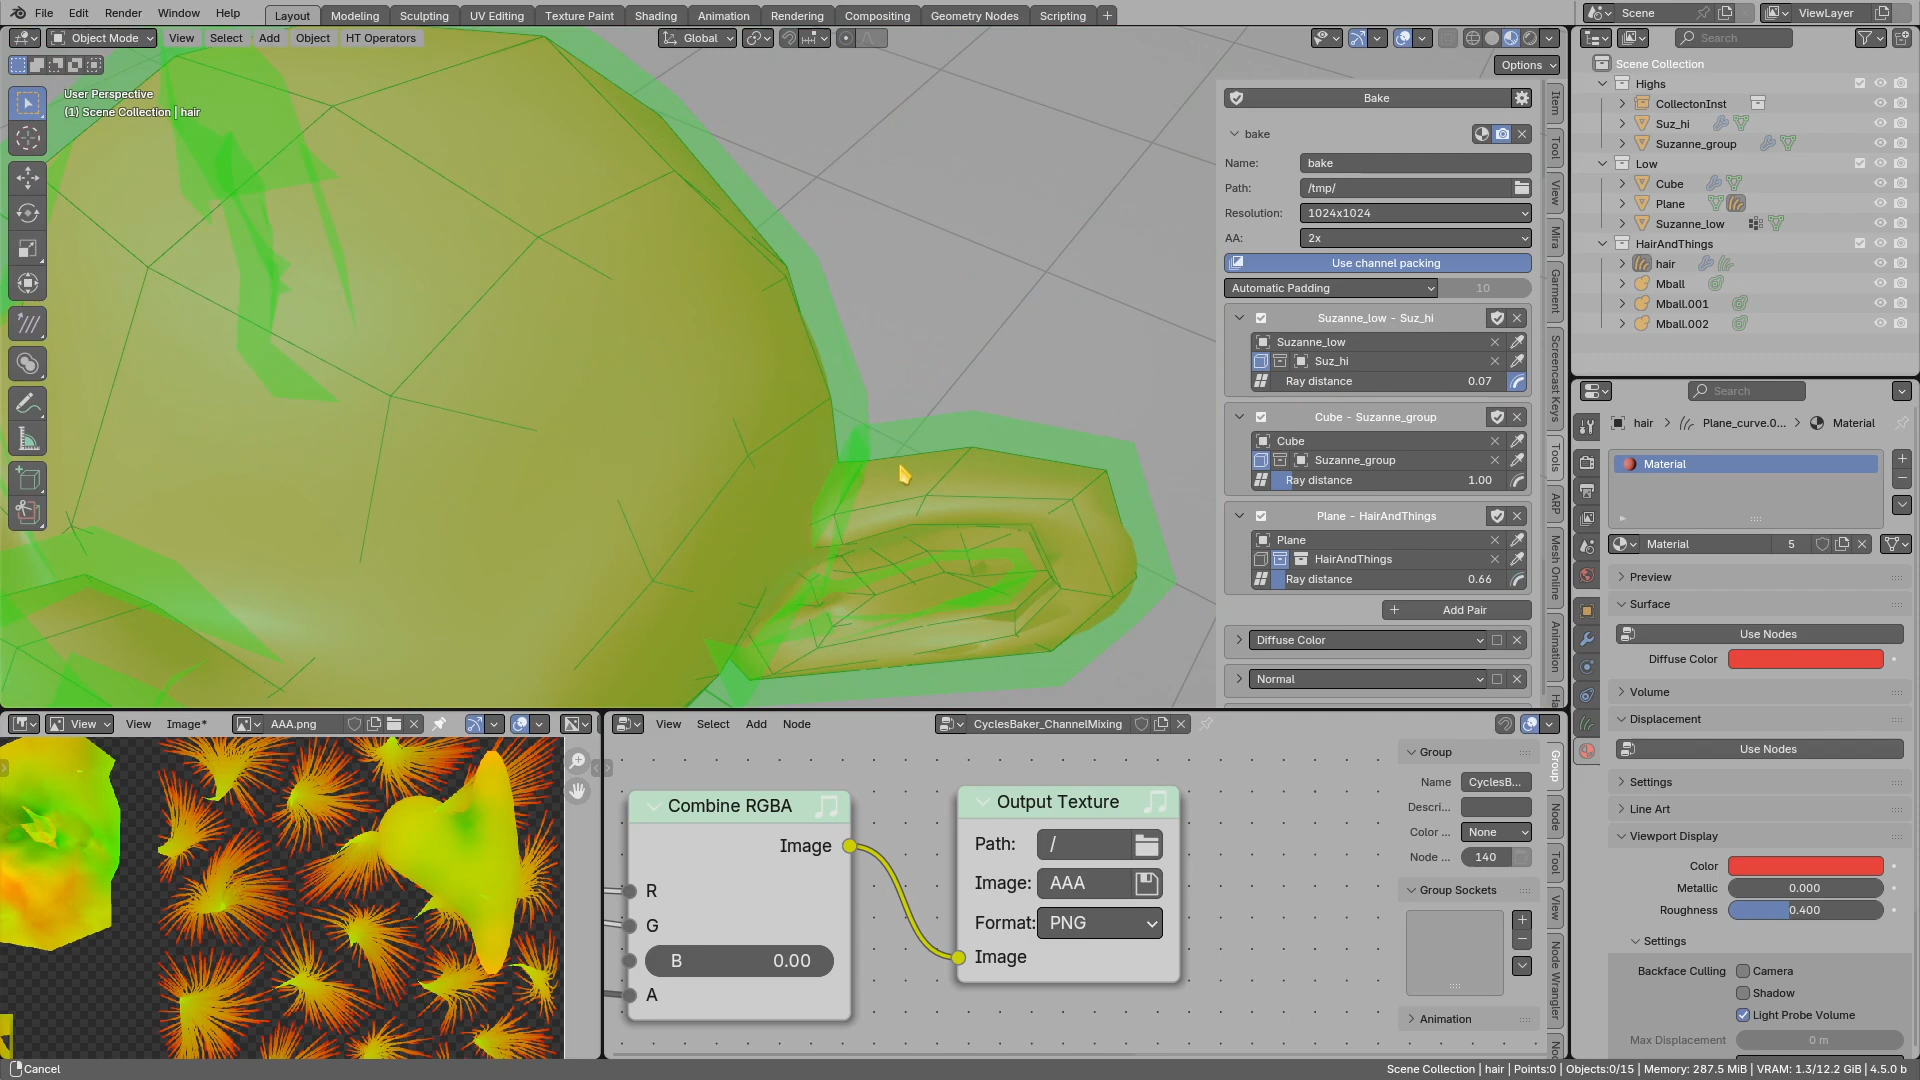 File Edit Render Window Help Layout Modeling Sculpting UV Editing Texture Paint Shading Animation Rendering Compositing Geometry Nodes Scripting + Scene ViewLayer
Object Mode View Select Add Object HT Operators Global Search
Options
User Perspective
(1) Scene Collection | hair
Bake
bake
Name: bake
Path: /tmp/
Resolution: 1024x1024
AA: 2x
Use channel packing
Automatic Padding 10
Suzanne_low - Suz_hi
Suzanne_low
Suz_hi
Ray distance 0.07
Cube - Suzanne_group
Cube
Suzanne_group
Ray distance 1.00
Plane - HairAndThings
Plane
HairAndThings
Ray distance 0.66
+ Add Pair
Diffuse Color
Normal
Item
Tool
View
Mira
Garment
Screencast Keys
Tools
ARP
Mesh Online
Animation
Ha
Scene Collection
Highs
CollectonInst
Suz_hi
Suzanne_group
Low
Cube
Plane
Suzanne_low
HairAndThings
hair
Mball
Mball.001
Mball.002
Search
hair > Plane_curve.0... > Material
Material
Material 5
Preview
Surface
Use Nodes
Diffuse Color
Volume
Displacement
Use Nodes
Settings
Line Art
Viewport Display
Color
Metallic 0.000
Roughness 0.400
Settings
Backface Culling Camera
Shadow
Light Probe Volume
Max Displacement 0 m
View View Image* AAA.png
View Select Add Node CyclesBaker_ChannelMixing
Combine RGBA
Image
R
G
B 0.00
A
Output Texture
Path: /
Image: AAA
Format: PNG
Image
Group
Name CyclesB...
Descri...
Color ... None
Node ... 140
Group Sockets
Animation
Group
Node
Tool
View
Node Wrangler
No
Cancel
Scene Collection | hair | Points:0 | Objects:0/15 | Memory: 287.5 MiB | VRAM: 1.3/12.2 GiB | 4.5.0 b